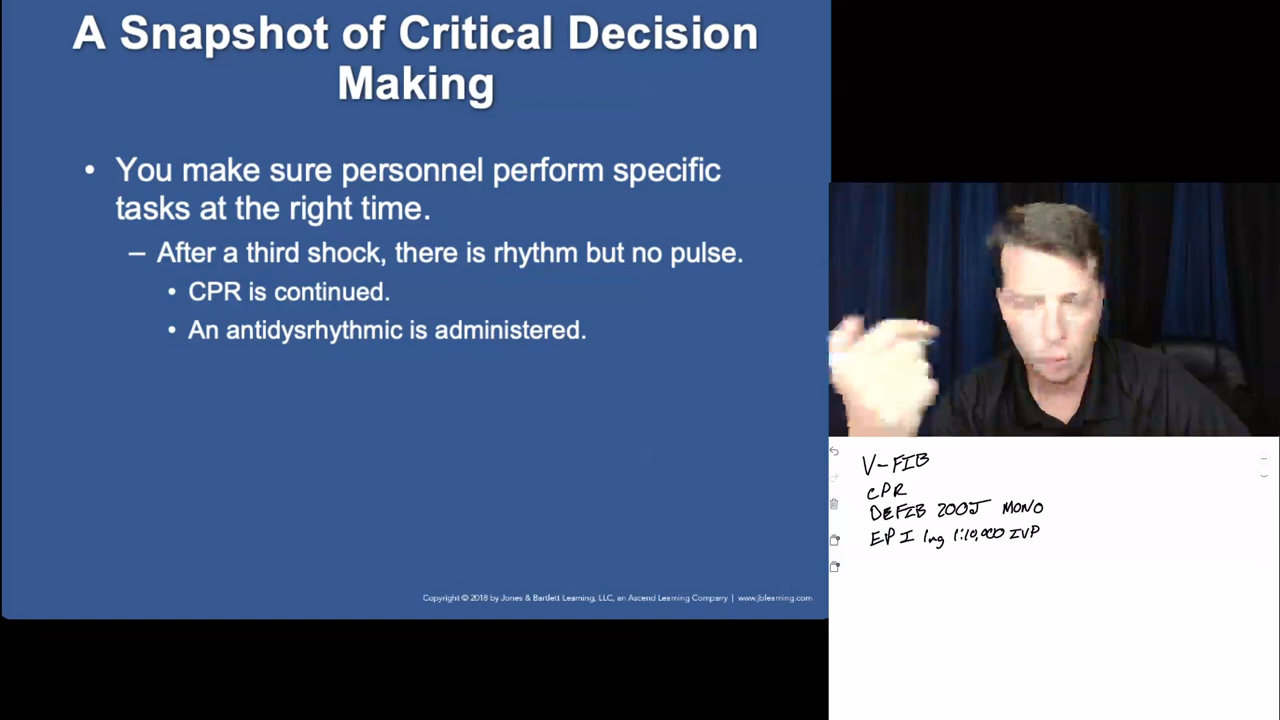 A Snapshot of Critical Decision
Making
• You make sure personnel perform specific
tasks at the right time.
– After a third shock, there is rhythm but no pulse.
• CPR is continued.
• An antidysrhythmic is administered.
Copyright © 2018 by Jones & Bartlett Learning, LLC, an Ascend Learning Company | www.jblearning.com
V-FIB
CPR
DEFIB 200J MONO
EPI 1mg 1:10,000 IVP